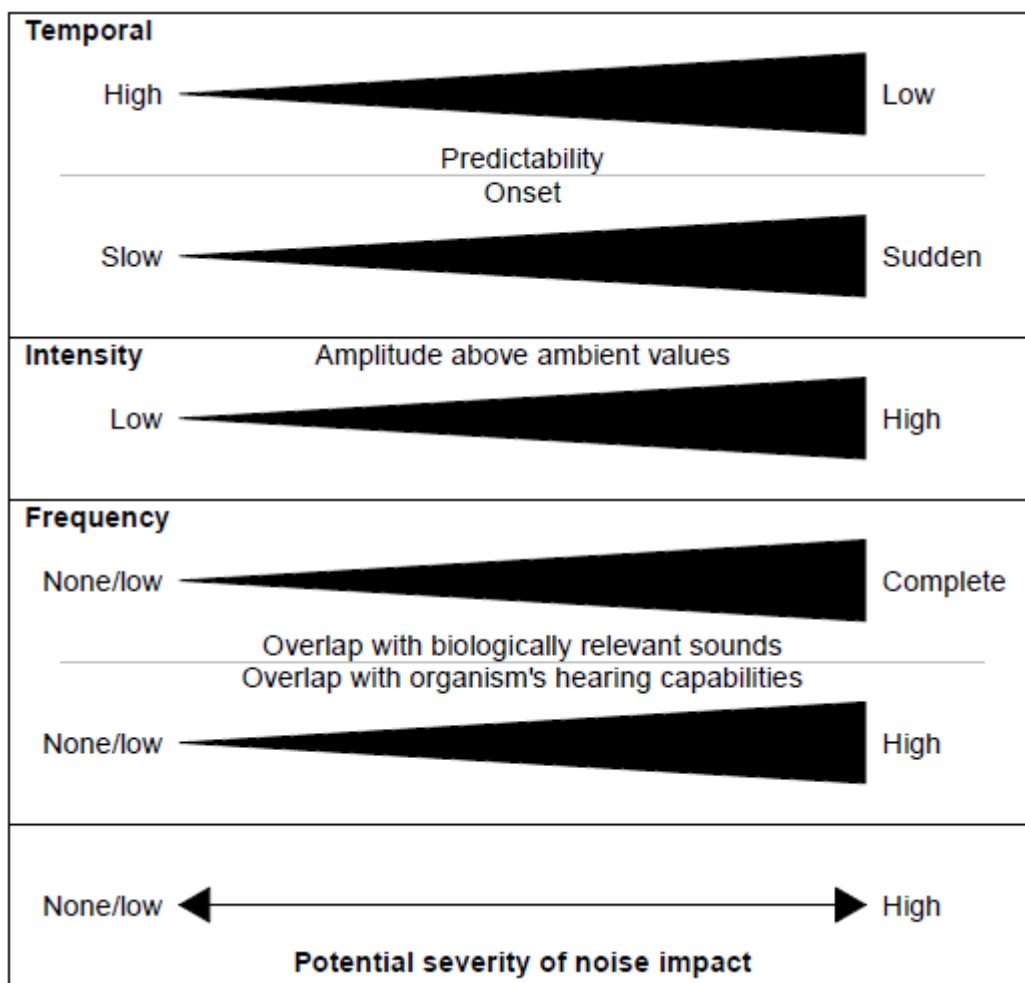 Temporal
High
Low
Predictability
Onset
Slow
Sudden
Intensity
Amplitude above ambient values
Low
High
Frequency
None/low
Complete
Overlap with biologically relevant sounds
Overlap with organism's hearing capabilities
None/low
High
None/low
High
Potential severity of noise impact